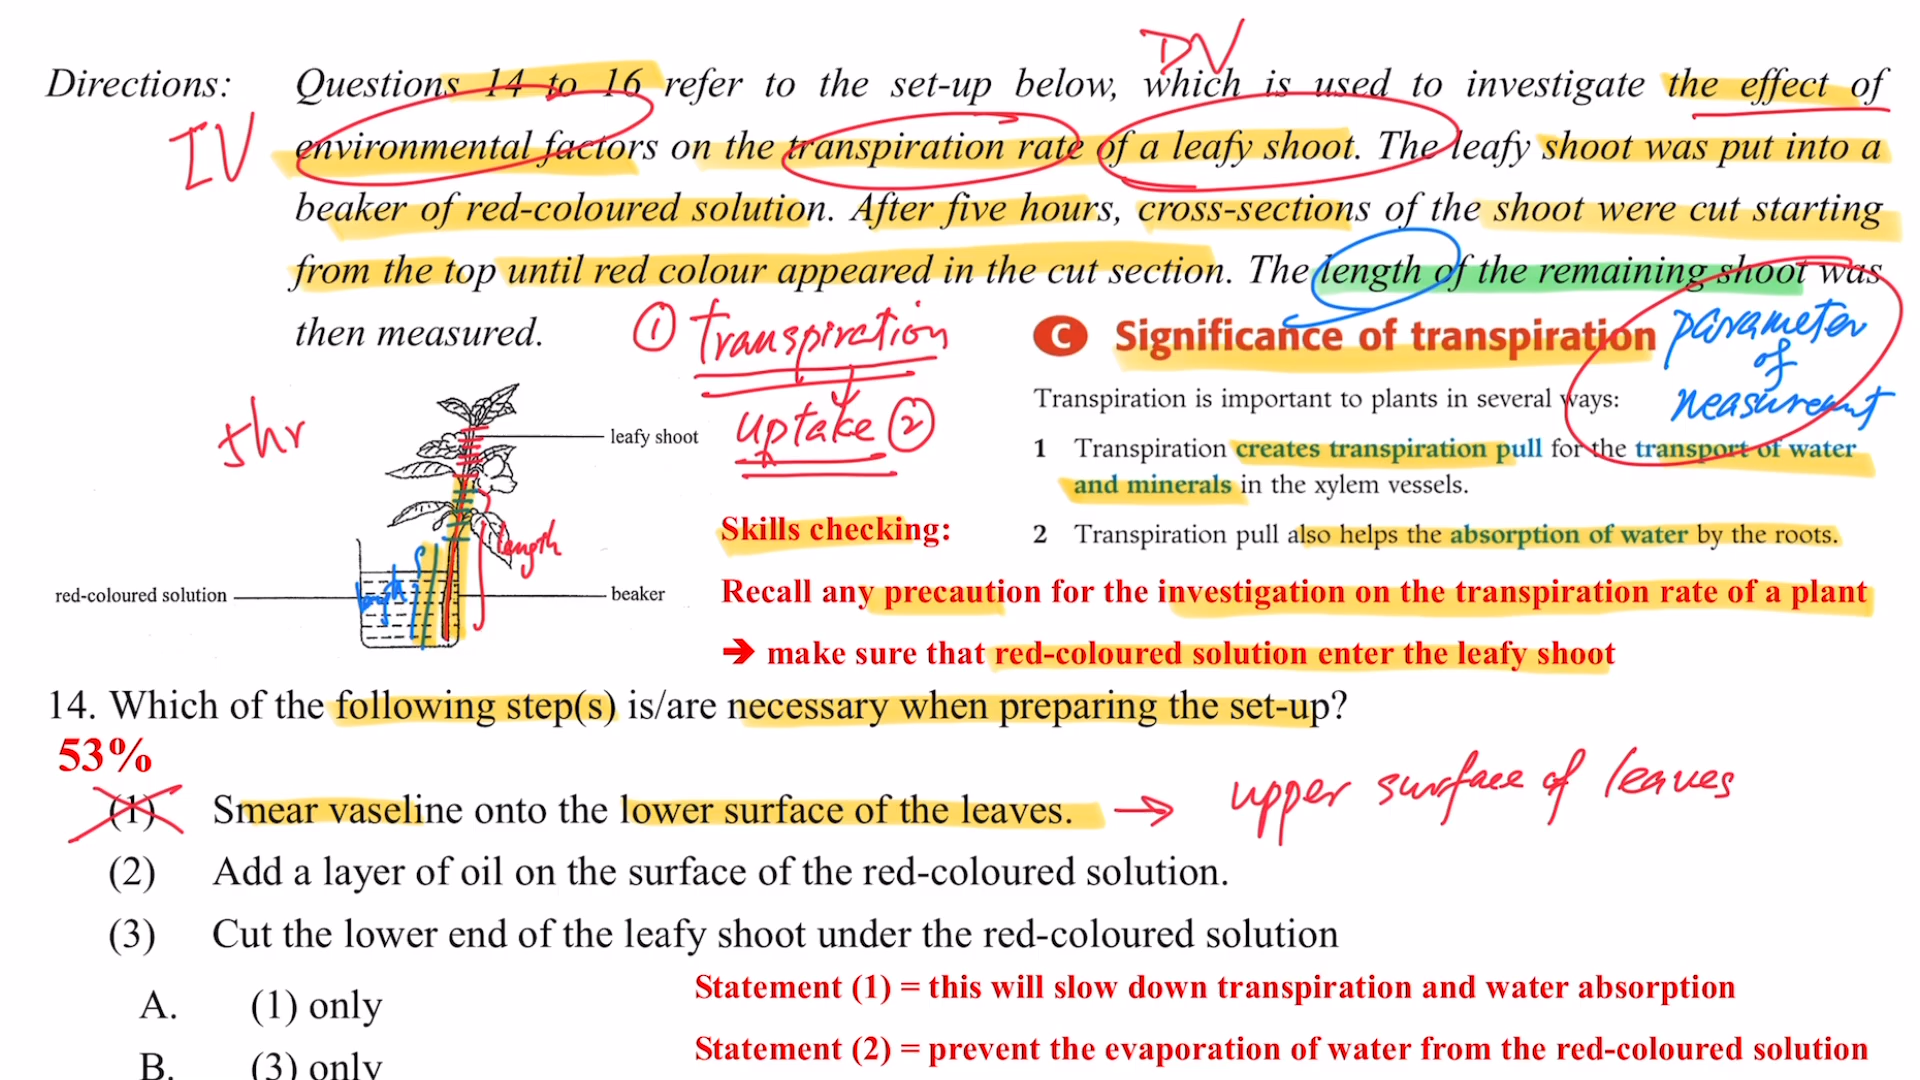 DV
Directions: Questions 14 to 16 refer to the set-up below, which is used to investigate the effect of
IV environmental factors on the transpiration rate of a leafy shoot. The leafy shoot was put into a
beaker of red-coloured solution. After five hours, cross-sections of the shoot were cut starting
from the top until red colour appeared in the cut section. The length of the remaining shoot was
then measured.
① transpiration
uptake ②
C Significance of transpiration
parameter
of
measurement
Transpiration is important to plants in several ways:
1 Transpiration creates transpiration pull for the transport of water
and minerals in the xylem vessels.
2 Transpiration pull also helps the absorption of water by the roots.
5hr
leafy shoot
length
length
red-coloured solution
beaker
Skills checking:
Recall any precaution for the investigation on the transpiration rate of a plant
➔ make sure that red-coloured solution enter the leafy shoot
14. Which of the following step(s) is/are necessary when preparing the set-up?
53%
(1) Smear vaseline onto the lower surface of the leaves. → upper surface of leaves
(2) Add a layer of oil on the surface of the red-coloured solution.
(3) Cut the lower end of the leafy shoot under the red-coloured solution
A. (1) only
B. (3) only
Statement (1) = this will slow down transpiration and water absorption
Statement (2) = prevent the evaporation of water from the red-coloured solution